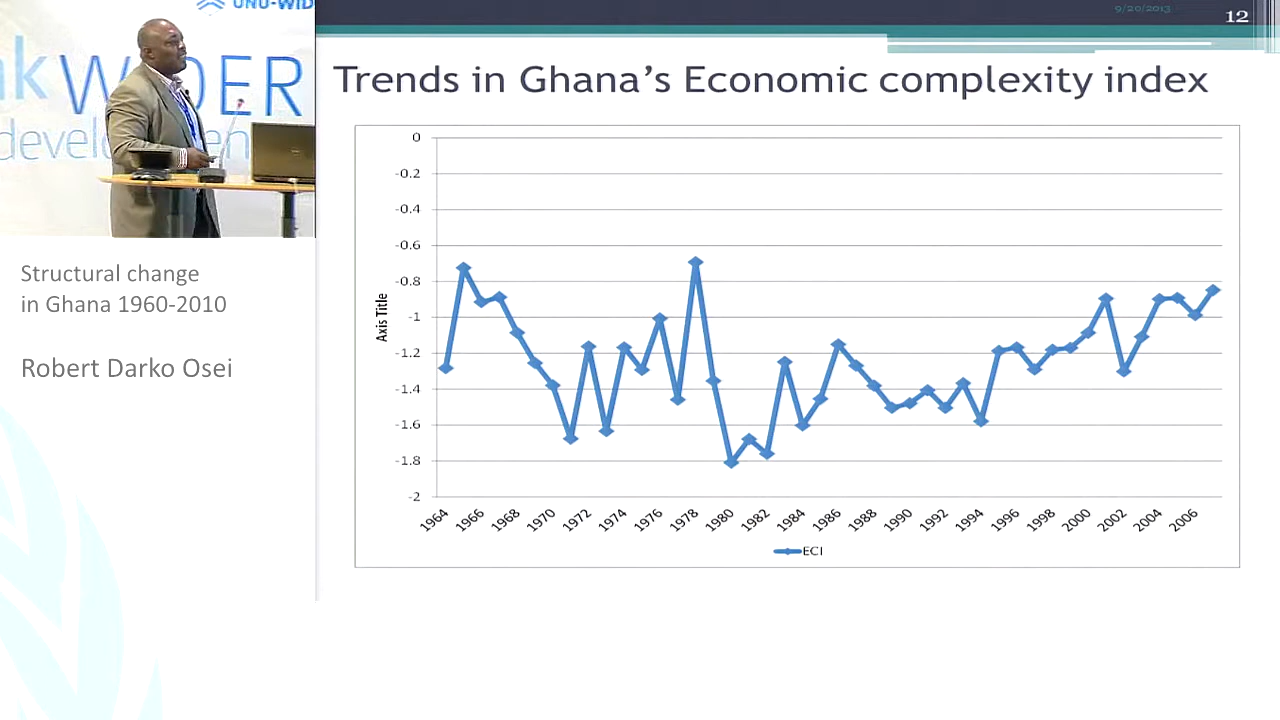 UNU-WID
9/20/2013
12
Trends in Ghana's Economic complexity index
0
-0.2
-0.4
-0.6
-0.8
-1
-1.2
-1.4
-1.6
-1.8
-2
Axis Title
1964 1966 1968 1970 1972 1974 1976 1978 1980 1982 1984 1986 1988 1990 1992 1994 1996 1998 2000 2002 2004 2006
ECI
Structural change
in Ghana 1960-2010
Robert Darko Osei